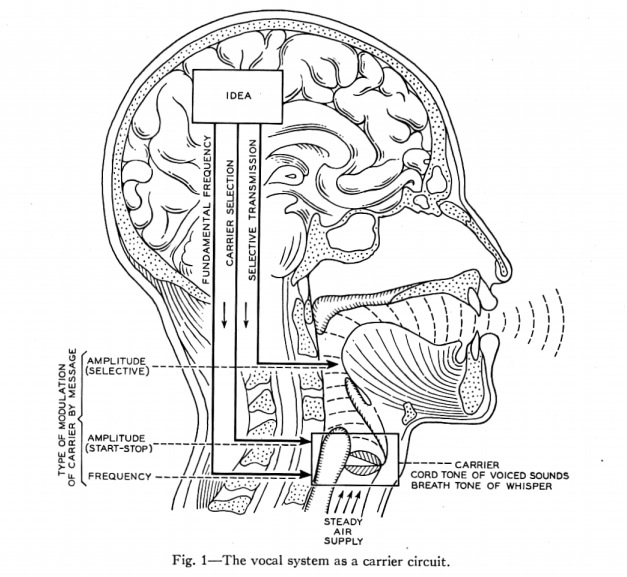 IDEA
FUNDAMENTAL FREQUENCY
CARRIER SELECTION
SELECTIVE TRANSMISSION
TYPE OF MODULATION
OF CARRIER BY MESSAGE
AMPLITUDE
(SELECTIVE)
AMPLITUDE
(START-STOP)
FREQUENCY
CARRIER
CORD TONE OF VOICED SOUNDS
BREATH TONE OF WHISPER
STEADY
AIR
SUPPLY
Fig. 1—The vocal system as a carrier circuit.